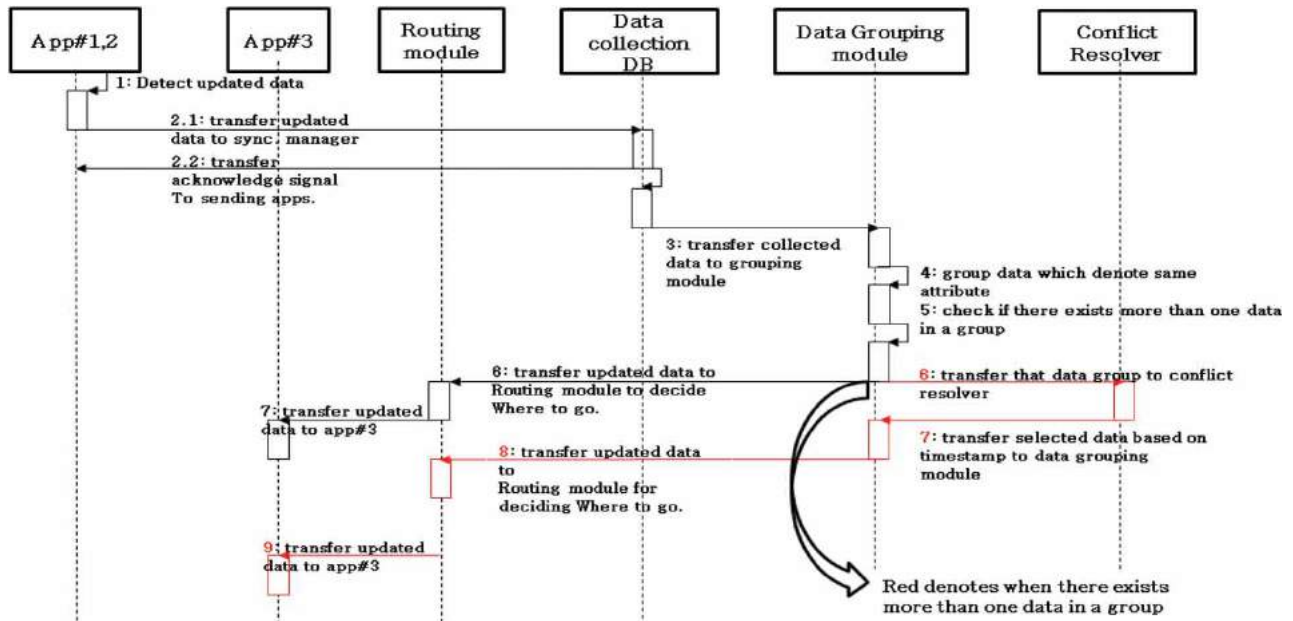 App#1,2
App#3
Routing
module
Data
collection
DB
Data Grouping
module
Conflict
Resolver
1: Detect updated data
2.1: transfer updated
data to sync. manager
2.2: transfer
acknowledge signal
To sending apps.
3: transfer collected
data to grouping
module
4: group data which denote same
attribute
5: check if there exists more than one data
in a group
6: transfer updated data to
Routing module to decide
Where to go.
6: transfer that data group to conflict
resolver
7: transfer updated
data to app#3
7: transfer selected data based on
timestamp to data grouping
module
8: transfer updated data
to
Routing module for
deciding Where to go.
9: transfer updated
data to app#3
Red denotes when there exists
more than one data in a group